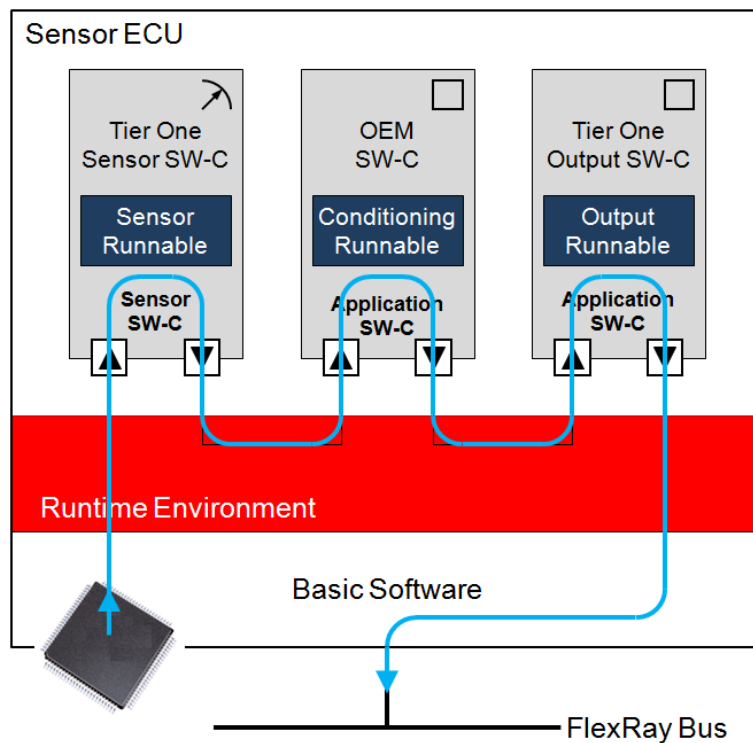 Sensor ECU
Tier One
Sensor SW-C
Sensor
Runnable
Sensor
SW-C
OEM
SW-C
Conditioning
Runnable
Application
SW-C
Tier One
Output SW-C
Output
Runnable
Application
SW-C
Runtime Environment
Basic Software
FlexRay Bus